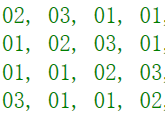 02, 03, 01, 01,
01, 02, 03, 01,
01, 01, 02, 03,
03, 01, 01, 02,